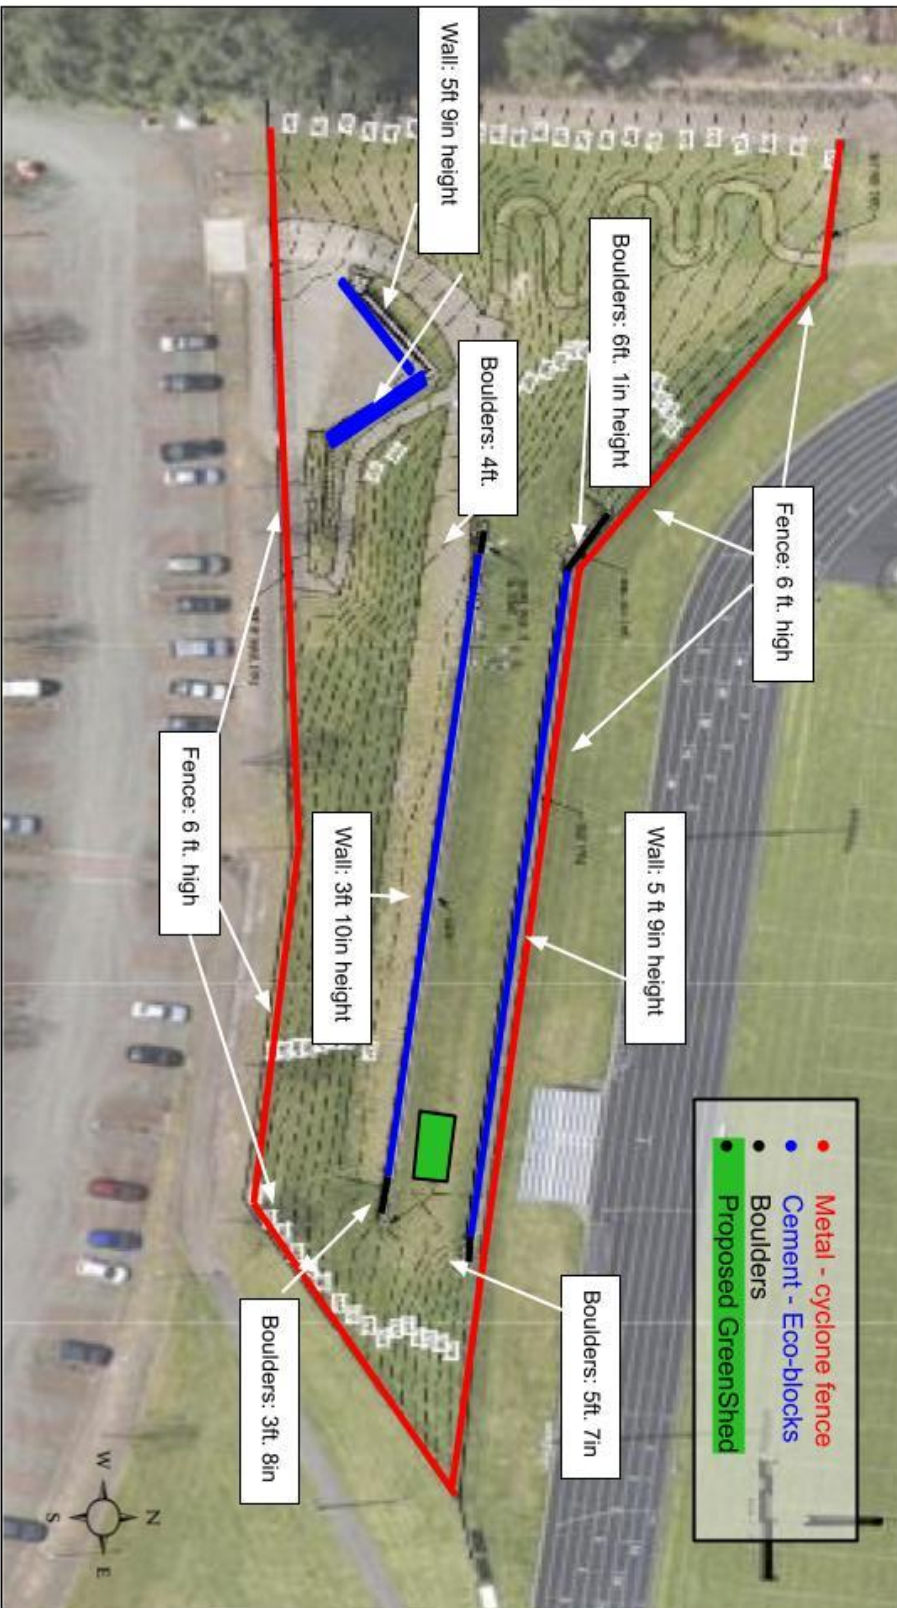 Metal - cyclone fence
Cement - Eco-blocks
Boulders
Proposed GreenShed
Fence: 6 ft. high
Wall: 5 ft 9in height
Boulders: 5ft. 7in
Boulders: 6ft. 1in height
Wall: 5ft 9in height
Boulders: 4ft.
Wall: 3ft 10in height
Boulders: 3ft. 8in
Fence: 6 ft. high
N
W
E
S